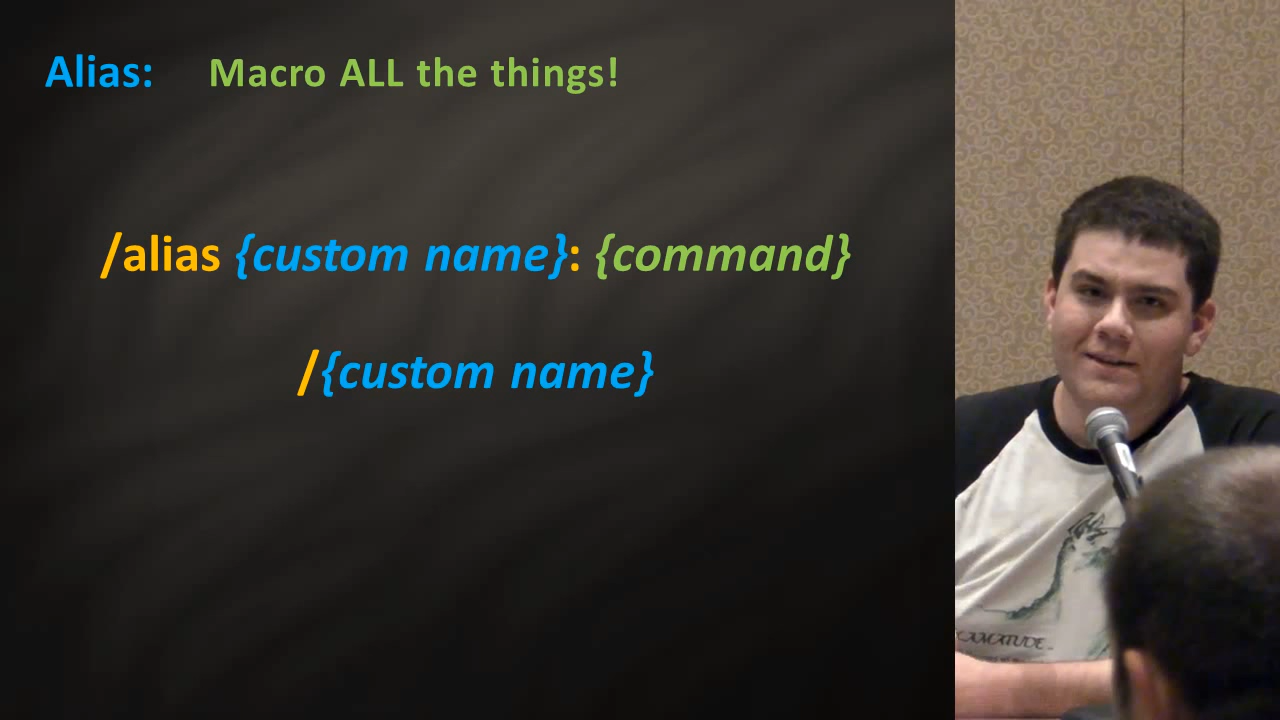 Alias: Macro ALL the things!
/alias {custom name}: {command}
/{custom name}